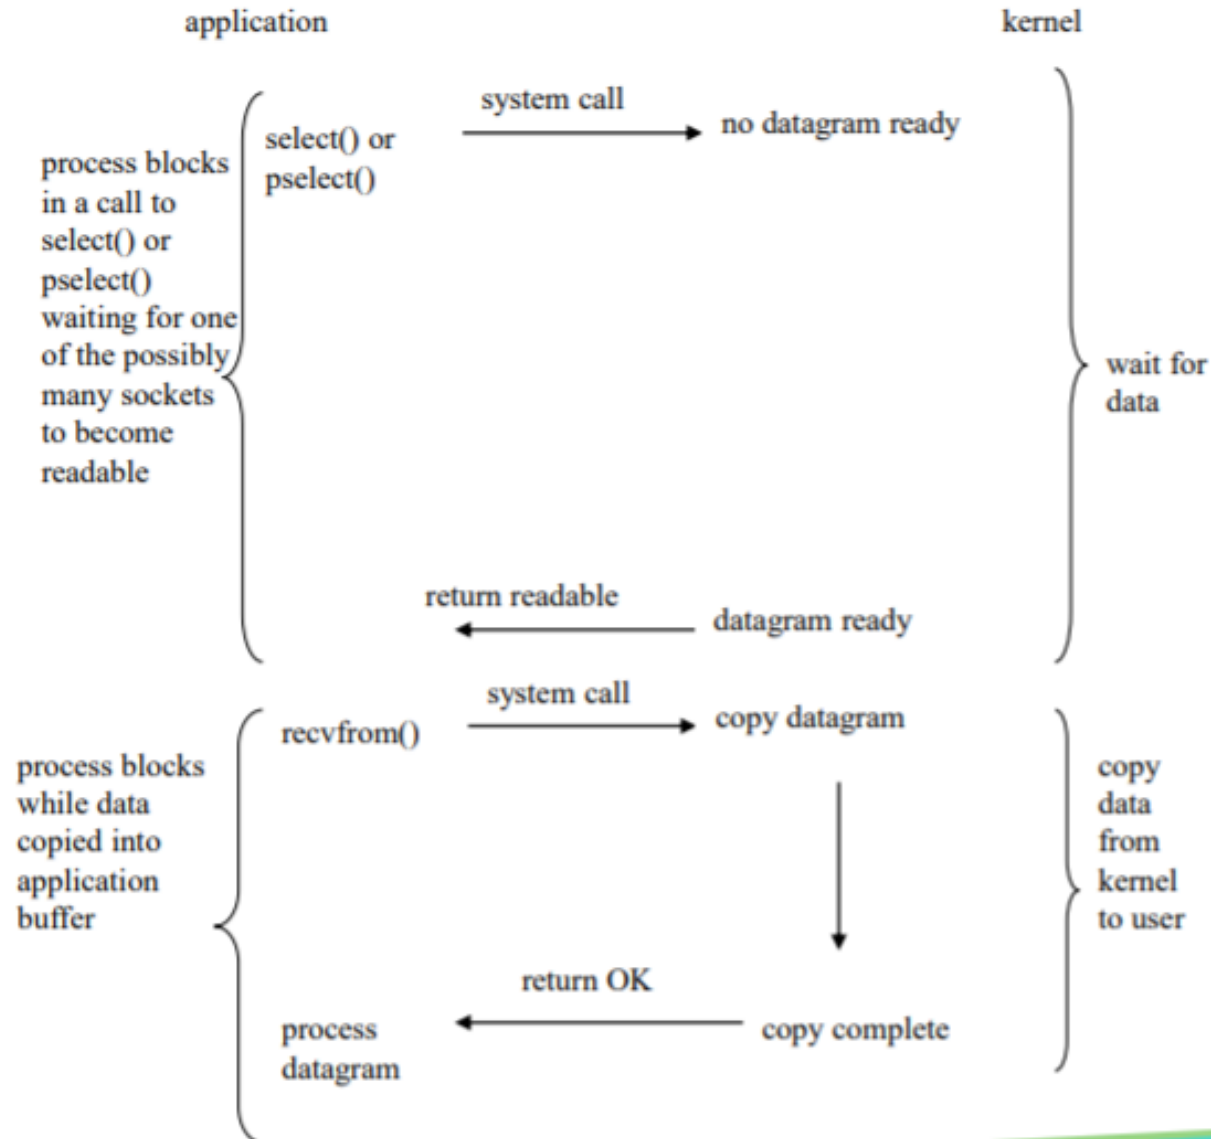 application
kernel
system call
select() or
pselect()
no datagram ready
process blocks
in a call to
select() or
pselect()
waiting for one
of the possibly
many sockets
to become
readable
wait for
data
return readable
datagram ready
system call
recvfrom()
copy datagram
process blocks
while data
copied into
application
buffer
copy
data
from
kernel
to user
return OK
process
datagram
copy complete